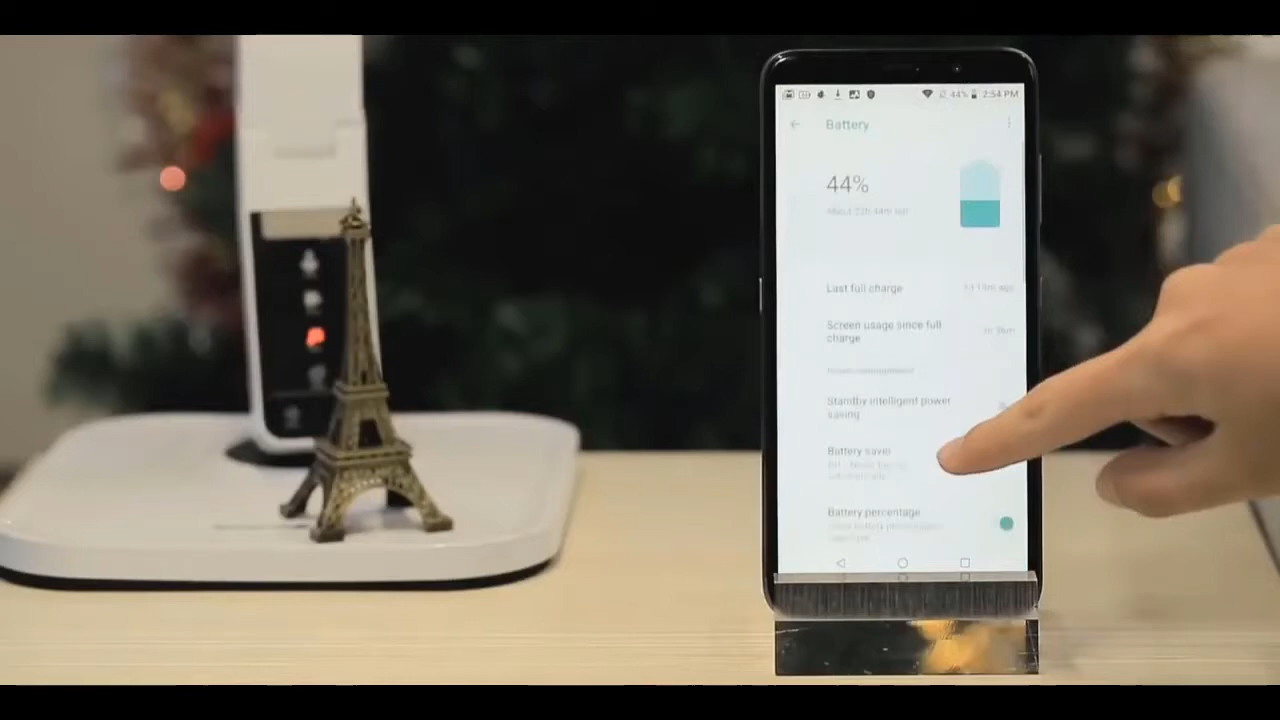 44% 2:54 PM
Battery
44%
Last full charge
Screen usage since full
charge
Standby intelligent power
saving
Battery saver
automatically
Battery percentage